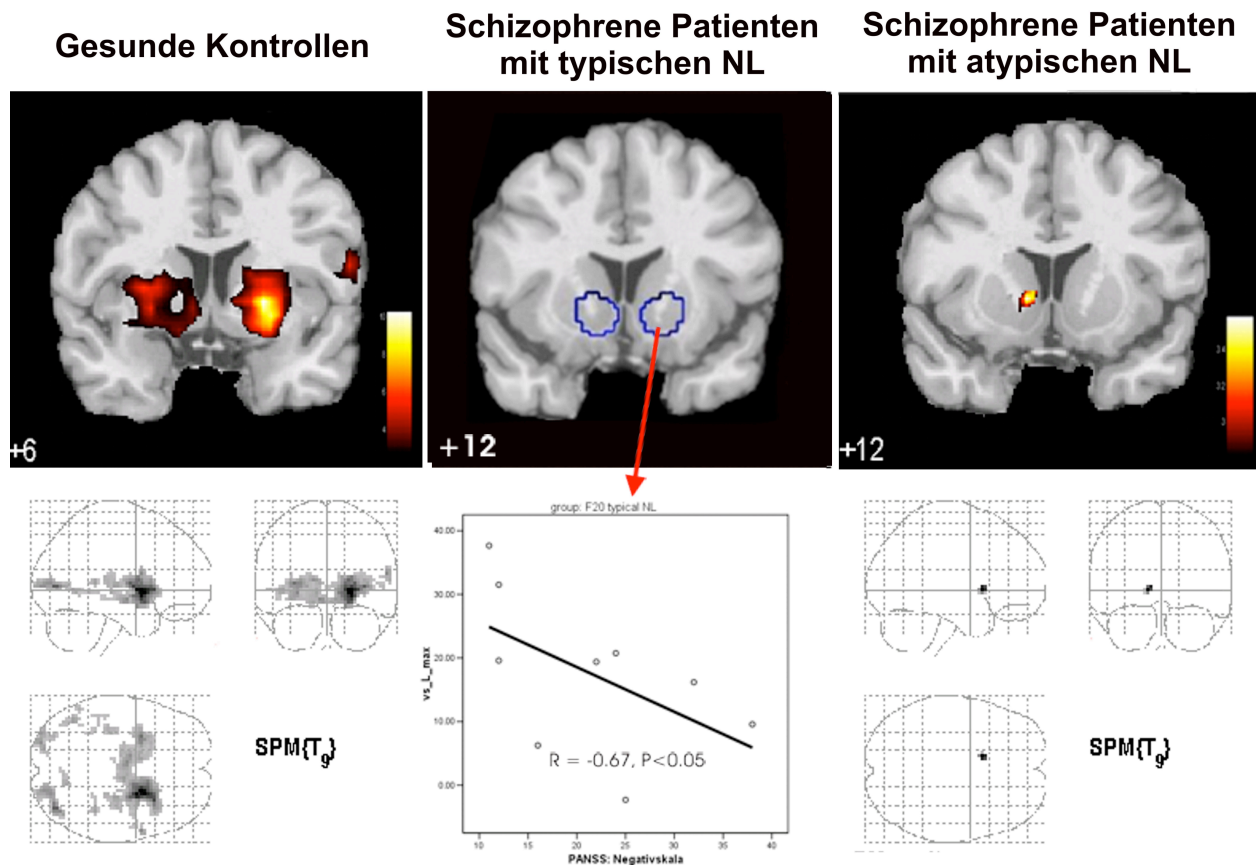 Gesunde Kontrollen
Schizophrene Patienten
mit typischen NL
Schizophrene Patienten
mit atypischen NL
+6
+12
+12
group: F20 typical NL
40.00
30.00
20.00
10.00
0.00
vs_L_max
R = -0.67, P<0.05
10 15 20 25 30 35 40
PANSS: Negativskala
SPM{T9}
SPM{T9}